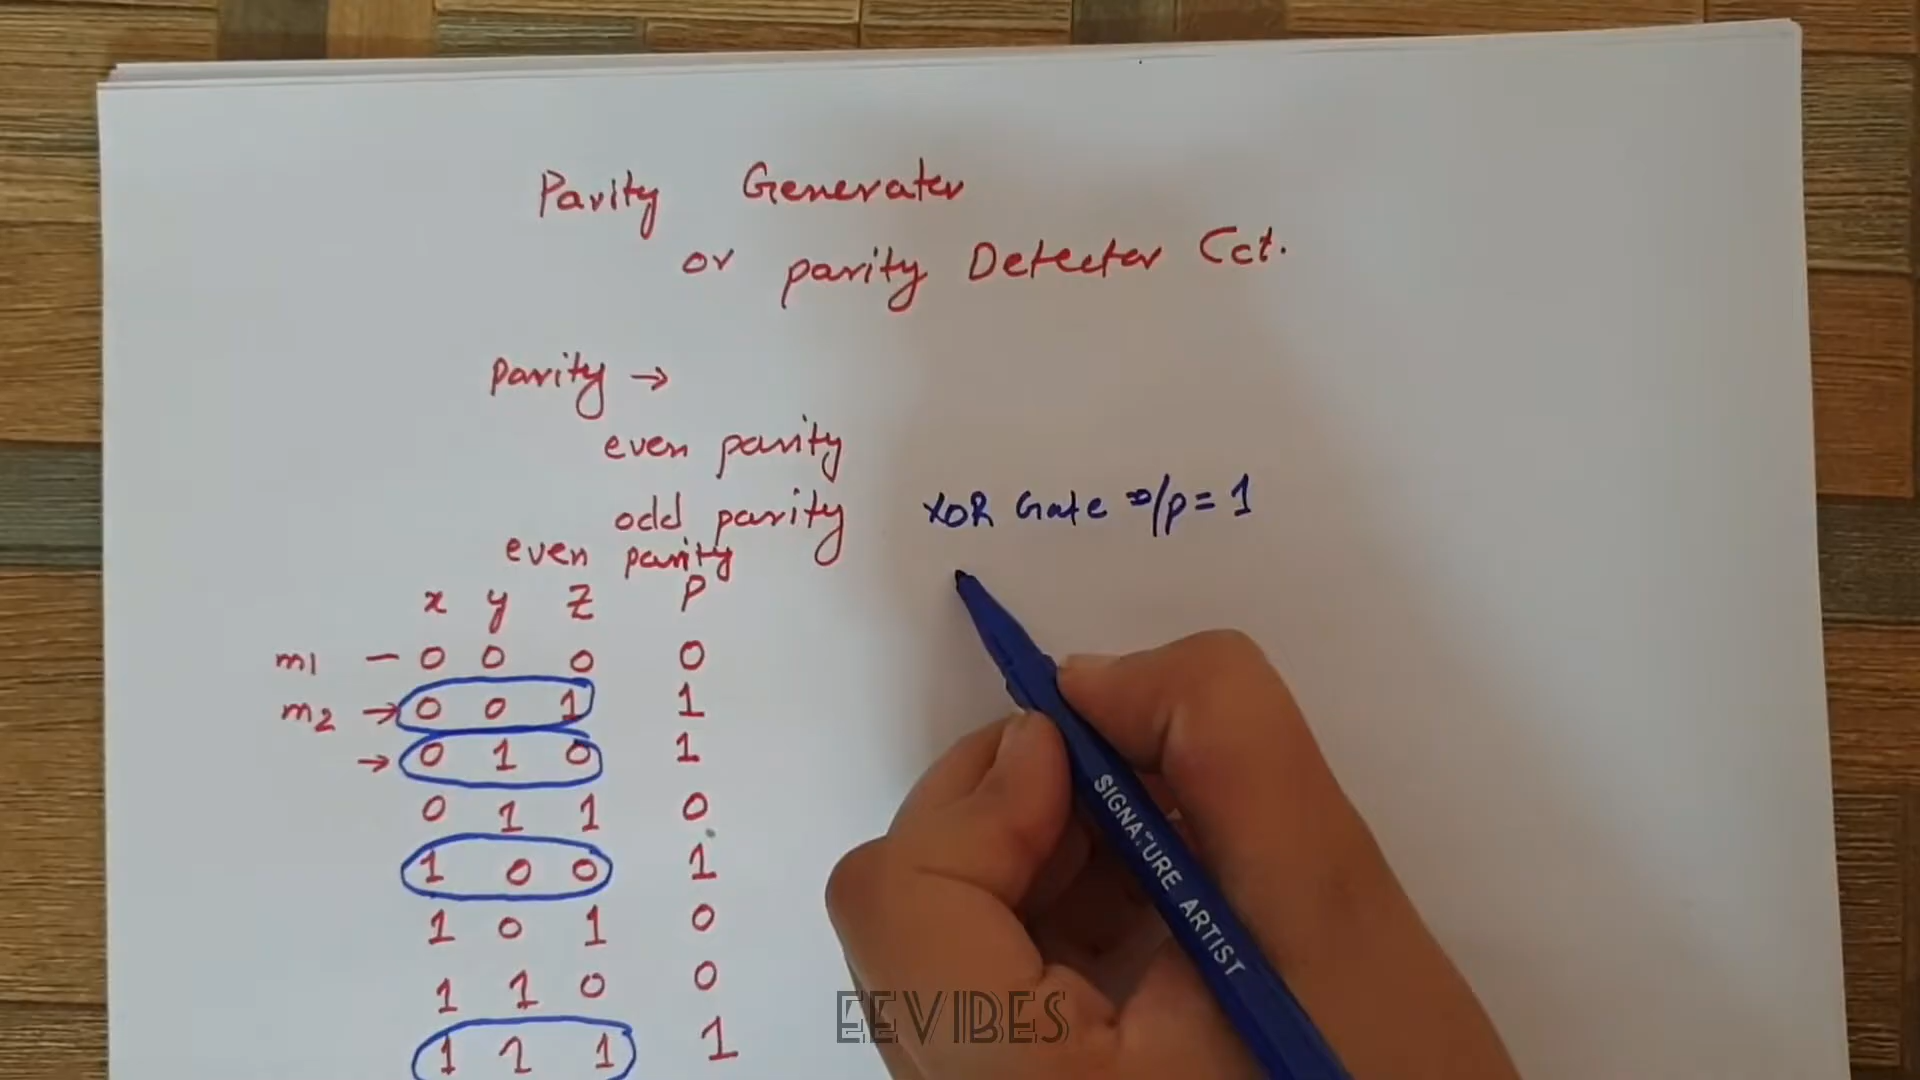 Parity Generater
or parity Detecter Cct.
parity →
even parity
odd parity
XOR Gate ⇒ o/p = 1
even parity
x y z P
m1 - 0 0 0 0
m2 → 0 0 1 1
→ 0 1 0 1
0 1 1 0
1 0 0 1
1 0 1 0
1 1 0 0
1 1 1 1
SIGNATURE ARTIST
EEVIBES